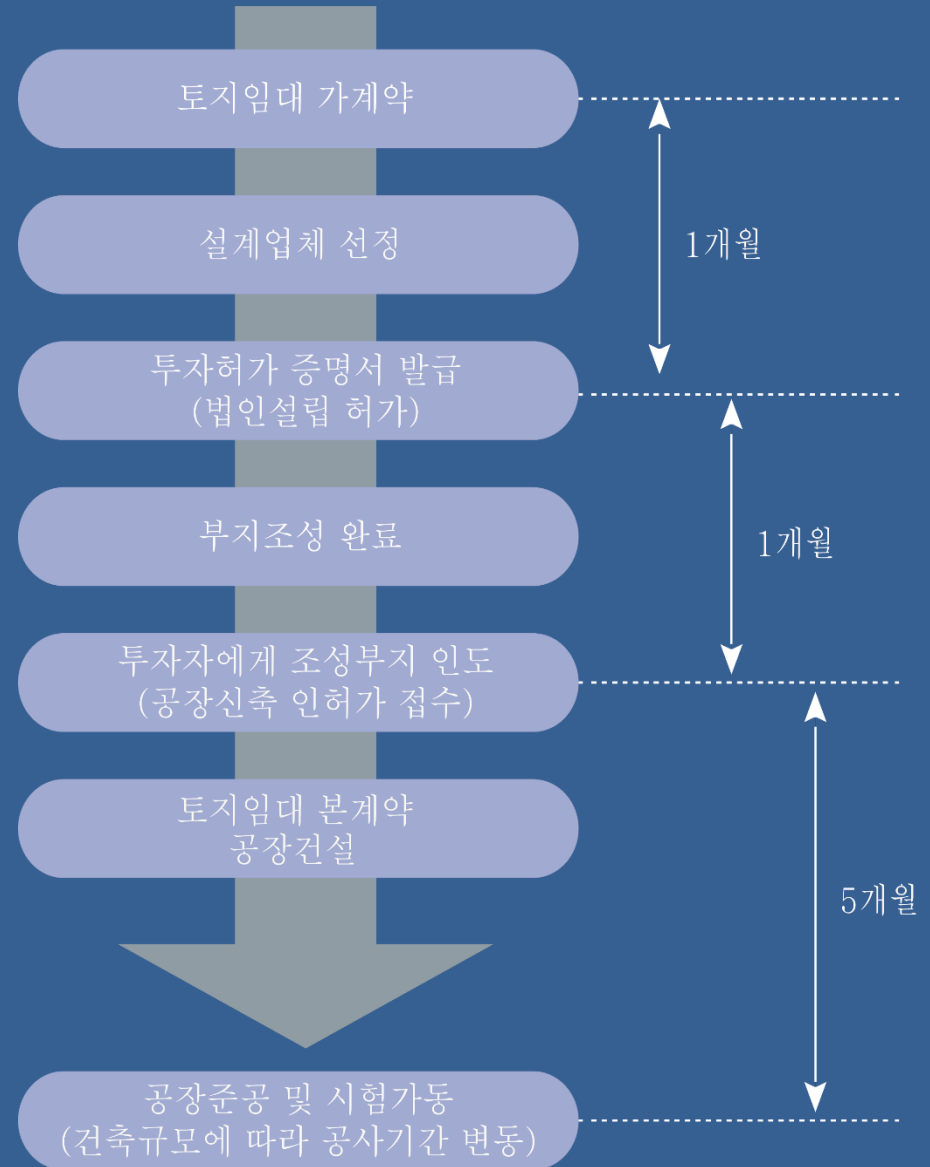 토지임대 가계약
설계업체 선정
1개월
투자허가 증명서 발급
(법인설립 허가)
부지조성 완료
1개월
투자자에게 조성부지 인도
(공장신축 인허가 접수)
토지임대 본계약
공장건설
5개월
공장준공 및 시험가동
(건축규모에 따라 공사기간 변동)